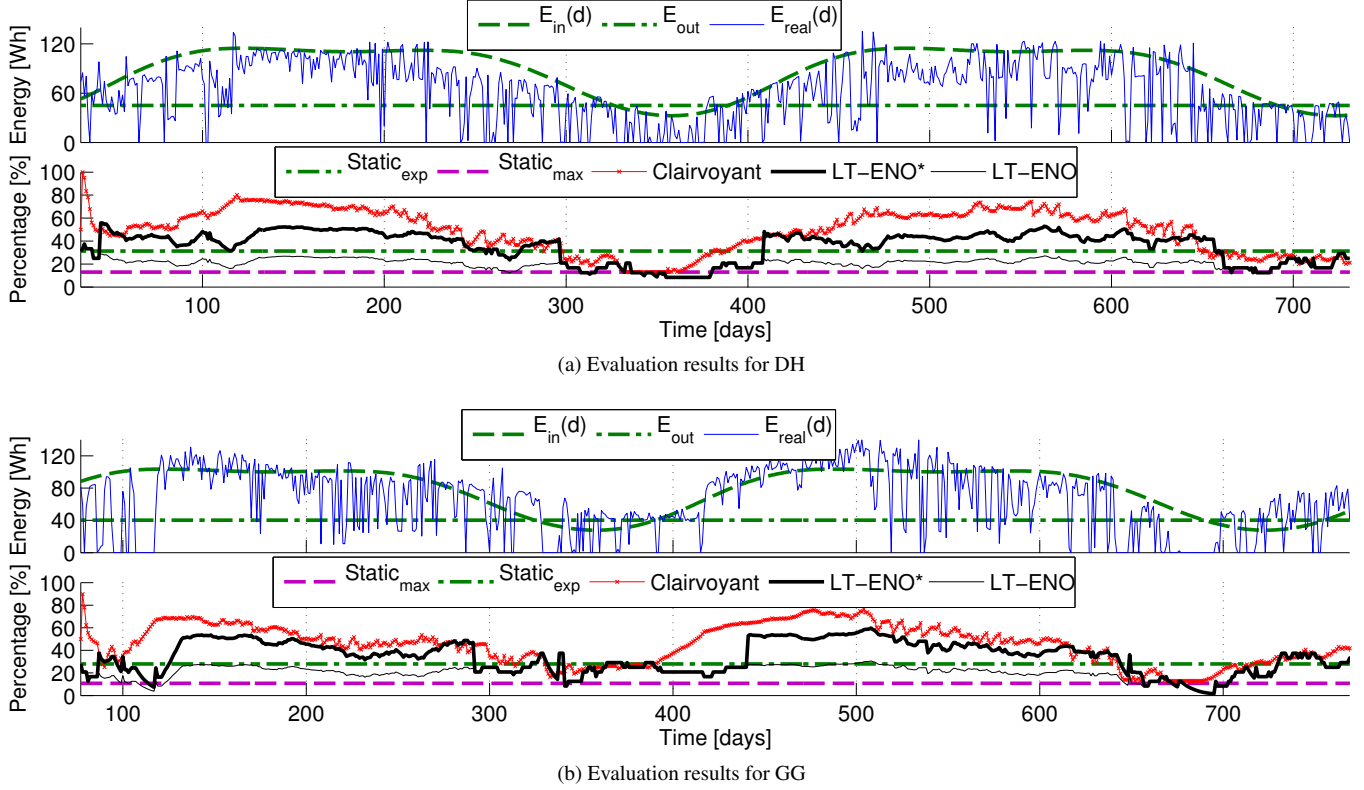 E_in(d) E_out E_real(d)
Energy [Wh]
120
60
0
Static_exp Static_max Clairvoyant LT-ENO* LT-ENO
Percentage [%]
100
80
60
40
20
0
100 200 300 400 500 600 700
Time [days]
(a) Evaluation results for DH
E_in(d) E_out E_real(d)
Energy [Wh]
120
80
40
0
Static_max Static_exp Clairvoyant LT-ENO* LT-ENO
Percentage [%]
100
80
60
40
20
0
100 200 300 400 500 600 700
Time [days]
(b) Evaluation results for GG